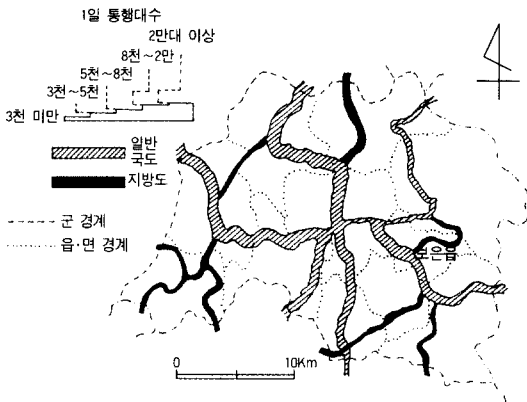 1일 통행대수
2만대 이상
8천~2만
5천~8천
3천~5천
3천 미만
일반
국도
지방도
군 경계
읍·면 경계
보은읍
0 10Km